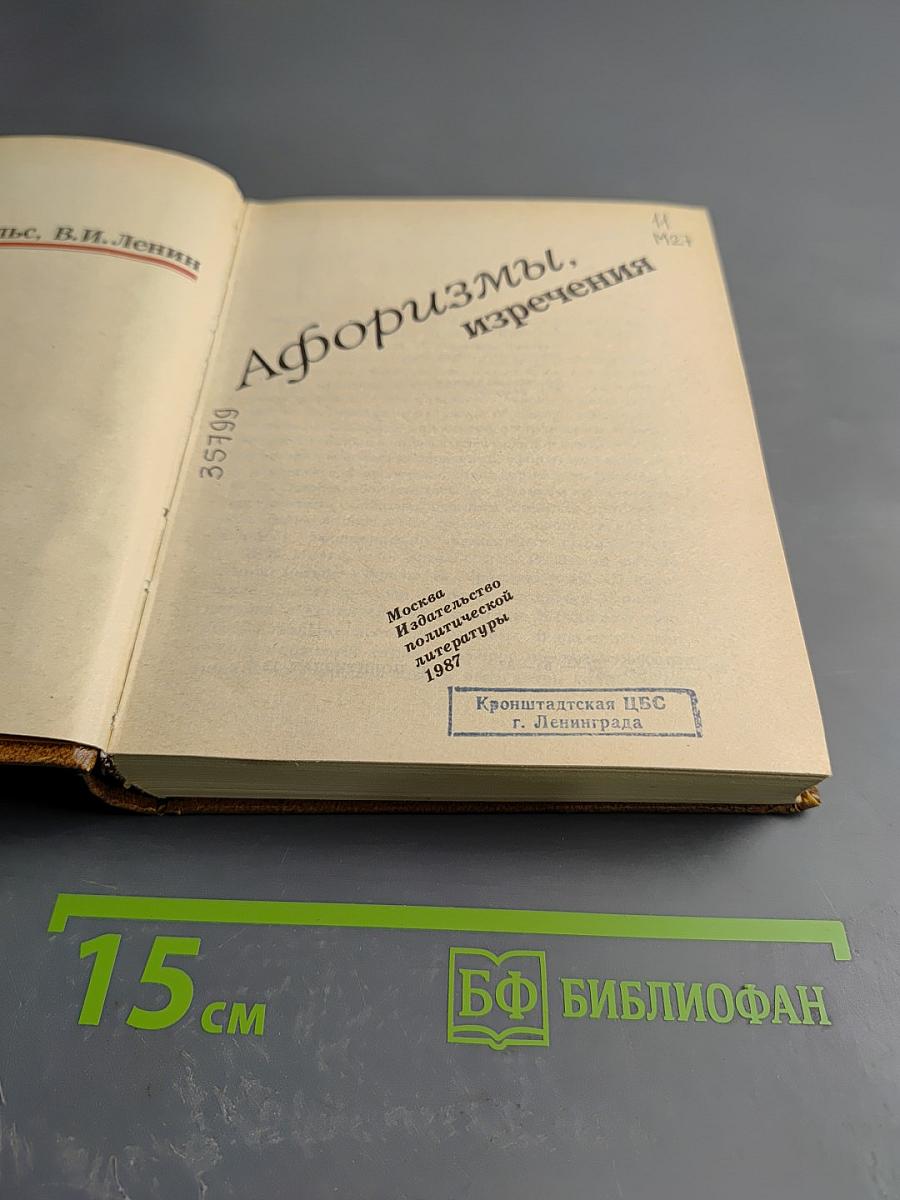 льс, В.И.Ленин
11
М27
Афоризмы,
изречения
35799
Москва
Издательство
политической
литературы
1987
Кронштадтская ЦБС
г. Ленинграда
15 см
БФ БИБЛИОФАН